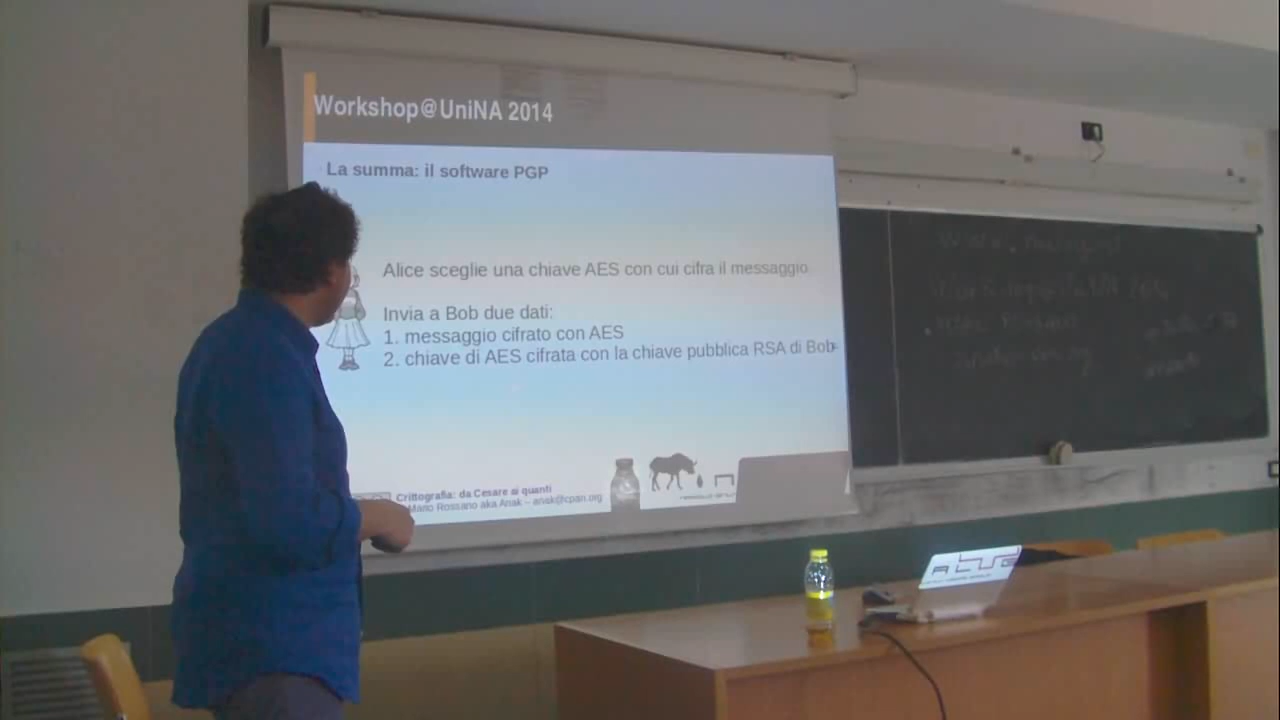 Workshop@UniNA 2014
La summa: il software PGP
Alice sceglie una chiave AES con cui cifra il messaggio
Invia a Bob due dati:
1. messaggio cifrato con AES
2. chiave di AES cifrata con la chiave pubblica RSA di Bob
Crittografia: da Cesare ai quanti
Mario Rossano aka Anak – anak@cpan.org